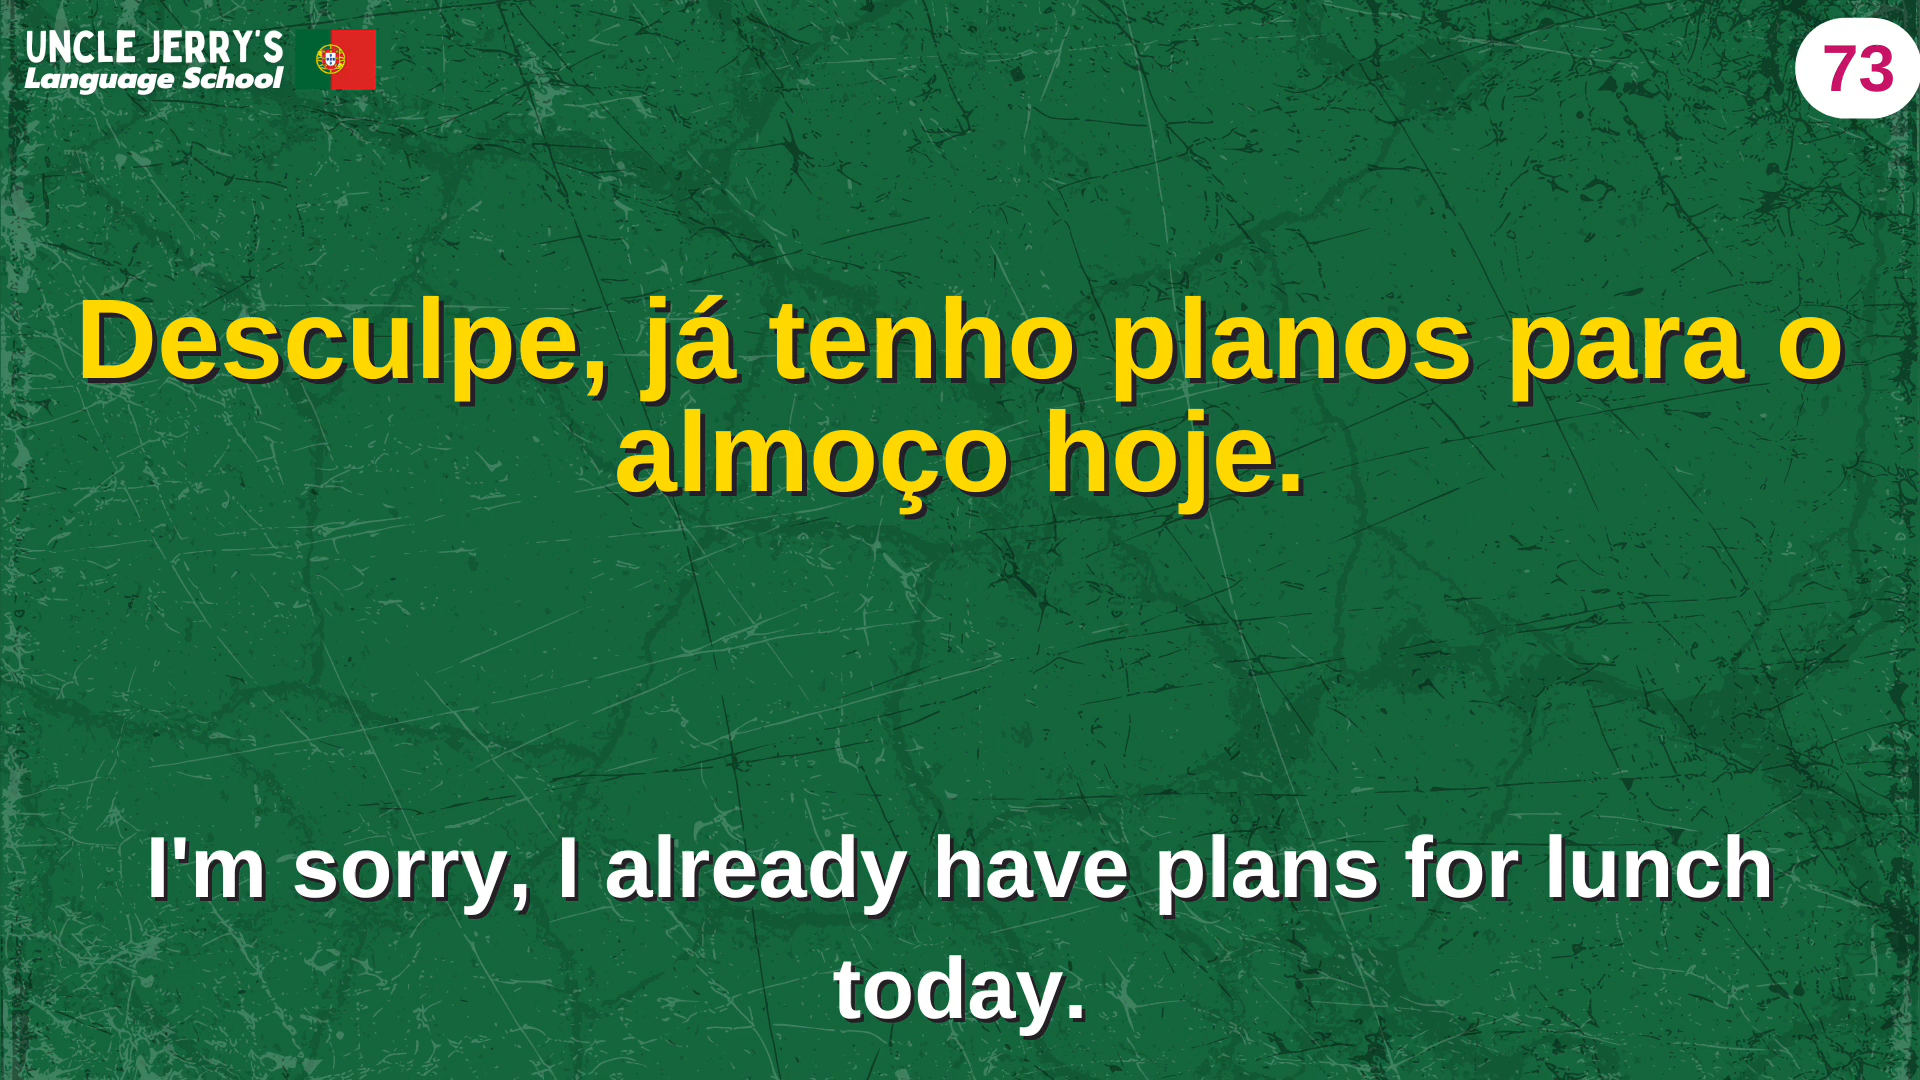 UNCLE JERRY'S
Language School
73
Desculpe, já tenho planos para o
almoço hoje.
I'm sorry, I already have plans for lunch
today.